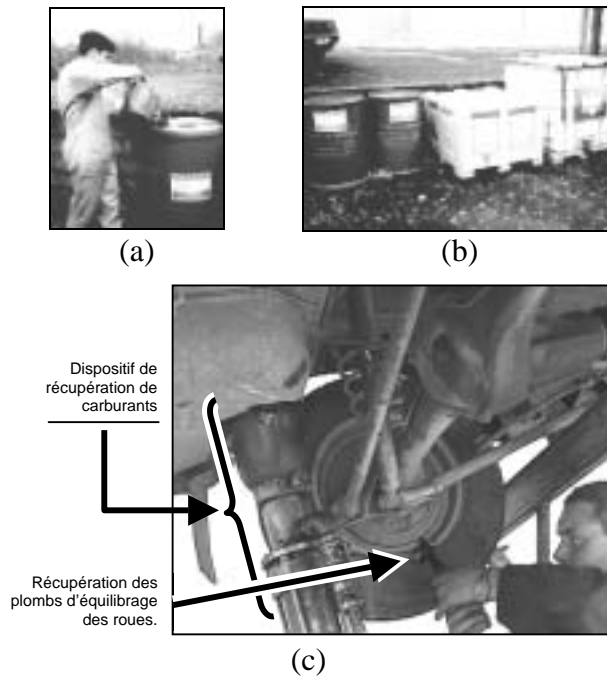 (a)
(b)
Dispositif de
récupération de
carburants
Récupération des
plombs d'équilibrage
des roues.
(c)